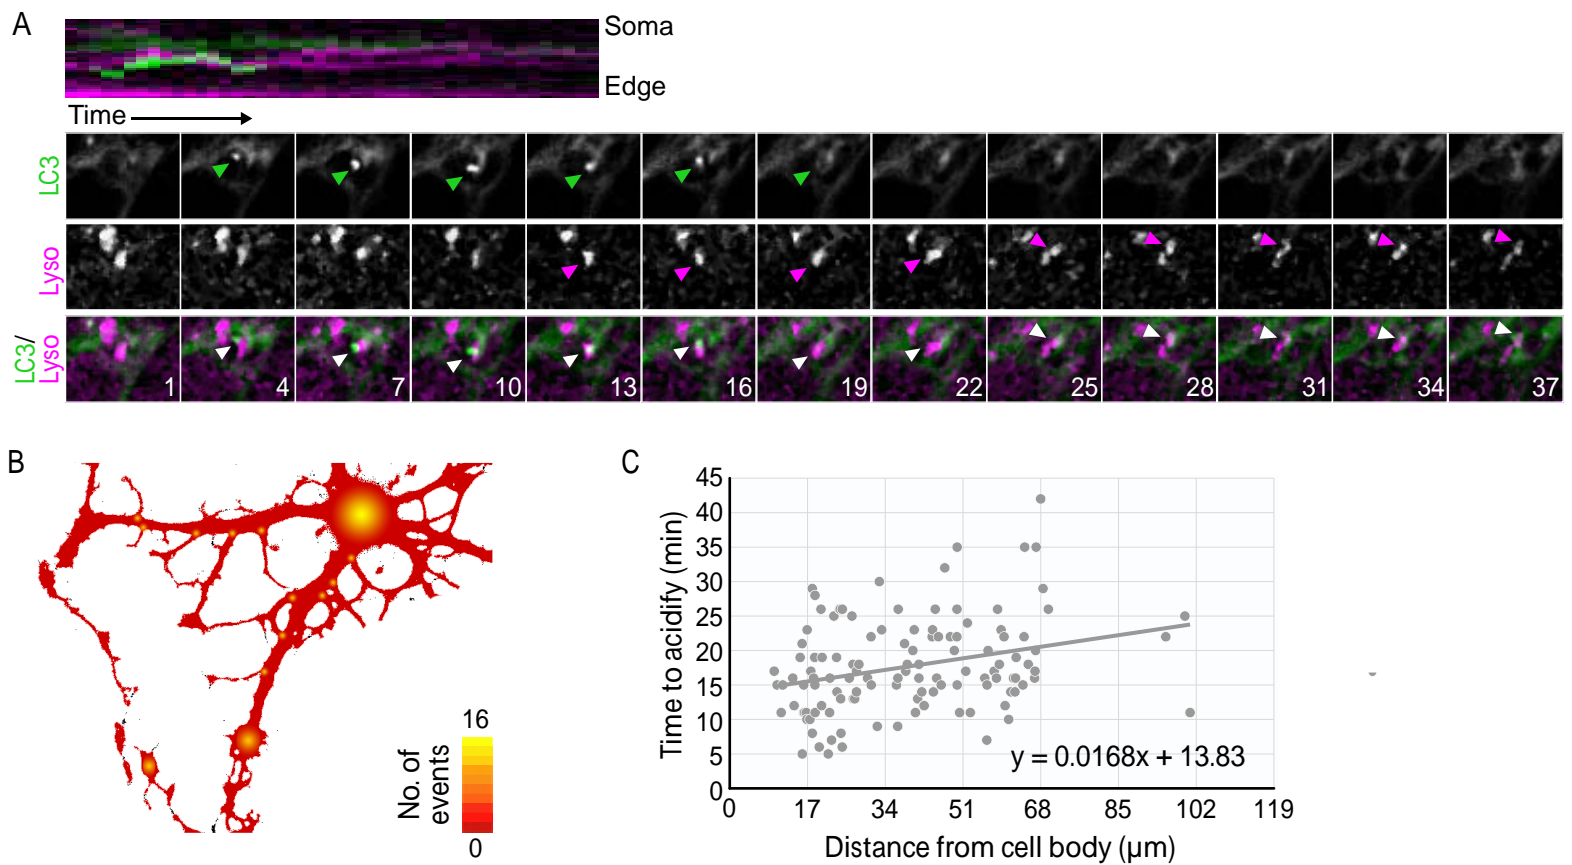 A
Soma
Edge
Time
LC3
Lyso
LC3/
Lyso
1 4 7 10 13 16 19 22 25 28 31 34 37
B
16
No. of
events
0
C
Time to acidify (min)
45
40
35
30
25
20
15
10
5
0
y = 0.0168x + 13.83
0 17 34 51 68 85 102 119
Distance from cell body (µm)